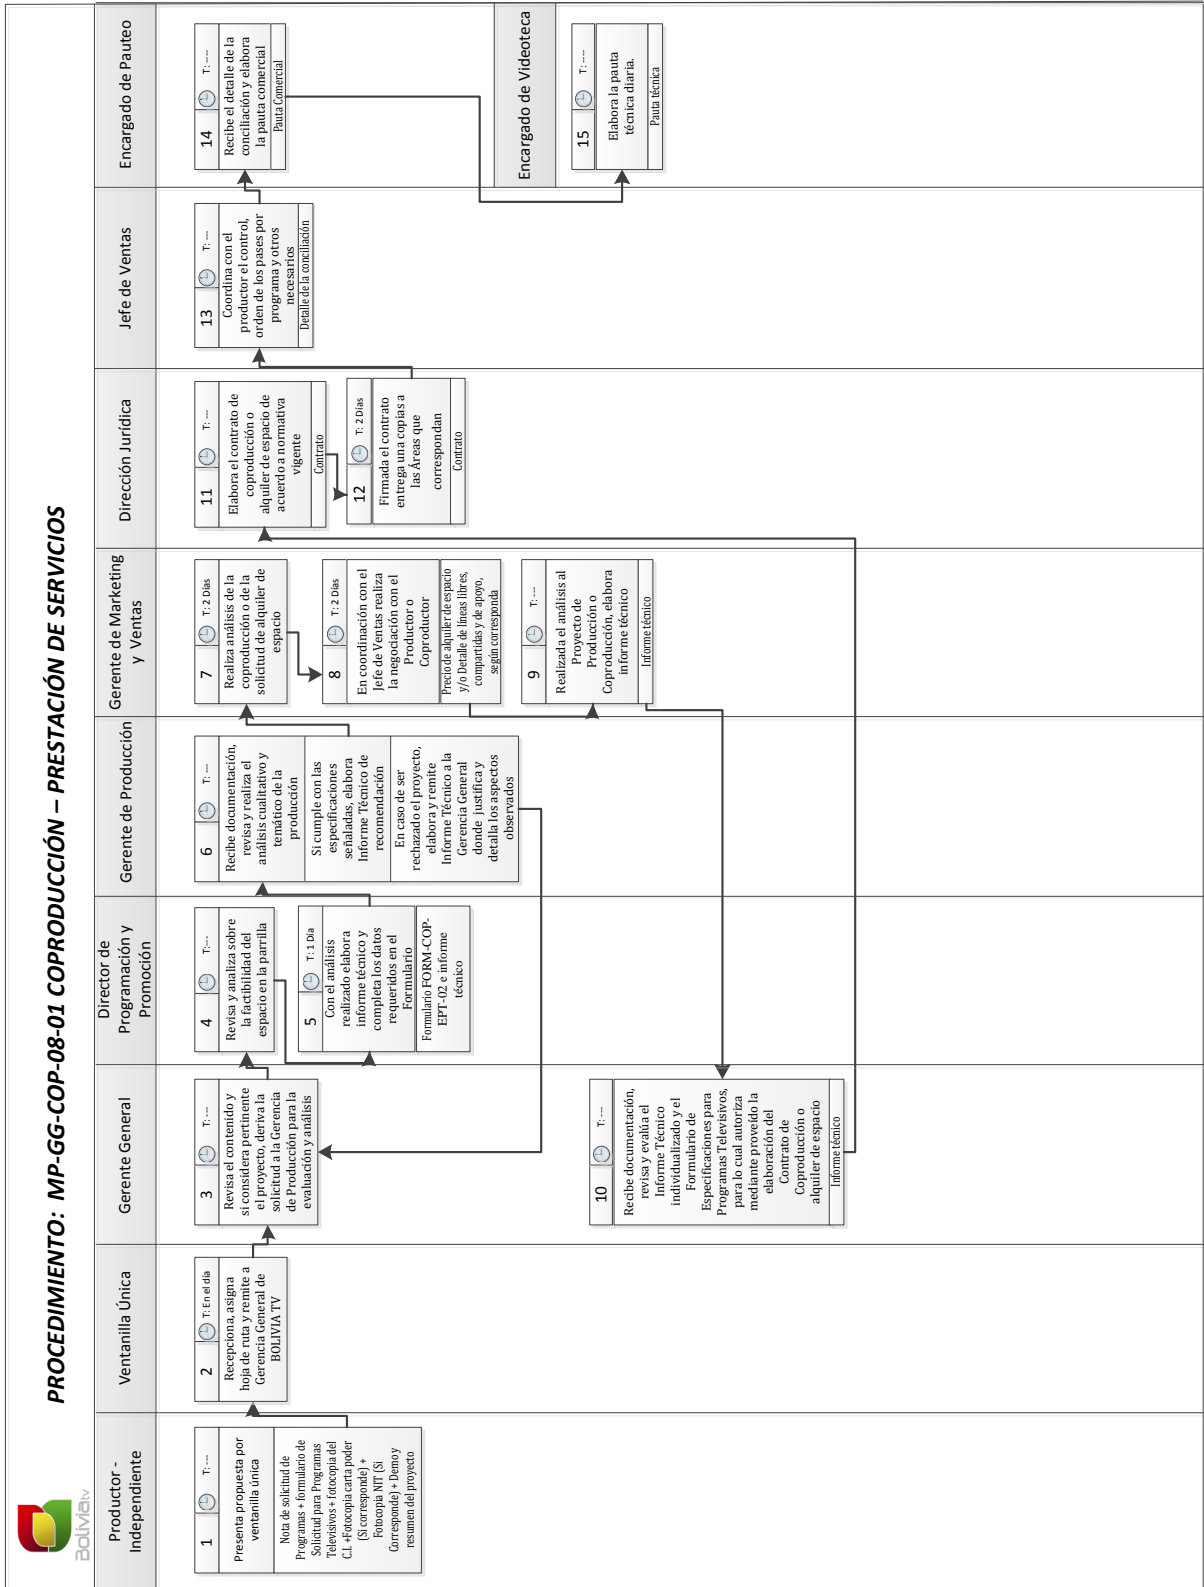 Boliviatv
PROCEDIMIENTO: MP-GG-COP-08-01 COPRODUCCIÓN – PRESTACIÓN DE SERVICIOS
Productor -
Independiente
1
T: ---
Presenta propuesta por
ventanilla única
Nota de solicitud de
Programas + formulario de
Solicitud para Programas
Televisivos + fotocopia del
C.I. +Fotocopia carta poder
(Si corresponde) +
Fotocopia NIT (Si
Corresponde) + Demo y
resumen del proyecto
Ventanilla Única
2
T: En el día
Recepciona, asigna
hoja de ruta y remite a
Gerencia General de
BOLIVIA TV
Gerente General
3
T: ---
Revisa el contenido y
si considera pertinente
el proyecto, deriva la
solicitud a la Gerencia
de Producción para la
evaluación y análisis
10
T: ---
Recibe documentación,
revisa y evalúa el
Informe Técnico
individualizado y el
Formulario de
Especificaciones para
Programas Televisivos,
para lo cual autoriza
mediante proveído la
elaboración del
Contrato de
Coproducción o
alquiler de espacio
Informe técnico
Director de
Programación y
Promoción
4
T:---
Revisa y analiza sobre
la factibilidad del
espacio en la parrilla
5
T: 1 Día
Con el análisis
realizado elabora
informe técnico y
completa los datos
requeridos en el
Formulario
Formulario FORM-COP-
EPT-02 e informe
técnico
Gerente de Producción
6
T: ---
Recibe documentación,
revisa y realiza el
análisis cualitativo y
temático de la
producción
Si cumple con las
especificaciones
señaladas, elabora
Informe Técnico de
recomendación
En caso de ser
rechazado el proyecto,
elabora y remite
Informe Técnico a la
Gerencia General
donde justifica y
detalla los aspectos
observados
Gerente de Marketing
y Ventas
7
T: 2 Días
Realiza análisis de la
coproducción o de la
solicitud de alquiler de
espacio
8
T: 2 Días
En coordinación con el
Jefe de Ventas realiza
la negociación con el
Productor o
Coproductor
Precio de alquiler de espacio
y/o Detalle de líneas libres,
compartidas y de apoyo,
según corresponda
9
T: ---
Realizada el análisis al
Proyecto de
Producción o
Coproducción, elabora
informe técnico
Informe técnico
Dirección Jurídica
11
T: ---
Elabora el contrato de
coproducción o
alquiler de espacio de
acuerdo a normativa
vigente
Contrato
12
T: 2 Días
Firmada el contrato
entrega una copias a
las Áreas que
correspondan
Contrato
Jefe de Ventas
13
T: ---
Coordina con el
productor el control,
orden de los pases por
programa y otros
necesarios
Detalle de la conciliación
Encargado de Pauteo
14
T: ---
Recibe el detalle de la
conciliación y elabora
la pauta comercial
Pauta Comercial
Encargado de Videoteca
15
T: ---
Elabora la pauta
técnica diaria.
Pauta técnica